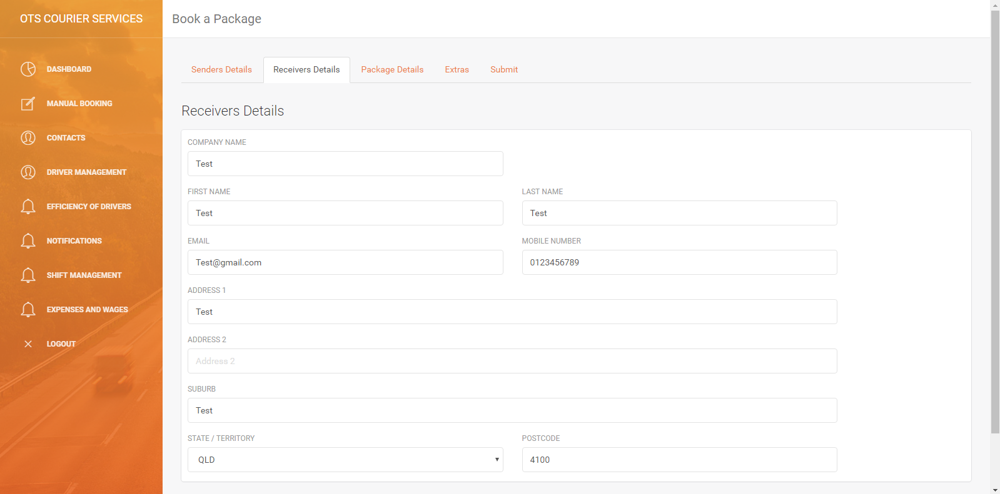 OTS COURIER SERVICES
Book a Package
DASHBOARD
MANUAL BOOKING
CONTACTS
DRIVER MANAGEMENT
EFFICIENCY OF DRIVERS
NOTIFICATIONS
SHIFT MANAGEMENT
EXPENSES AND WAGES
LOGOUT
Senders Details Receivers Details Package Details Extras Submit
Receivers Details
COMPANY NAME
Test
FIRST NAME LAST NAME
Test Test
EMAIL MOBILE NUMBER
Test@gmail.com 0123456789
ADDRESS 1
Test
ADDRESS 2
Address 2
SUBURB
Test
STATE / TERRITORY POSTCODE
QLD 4100